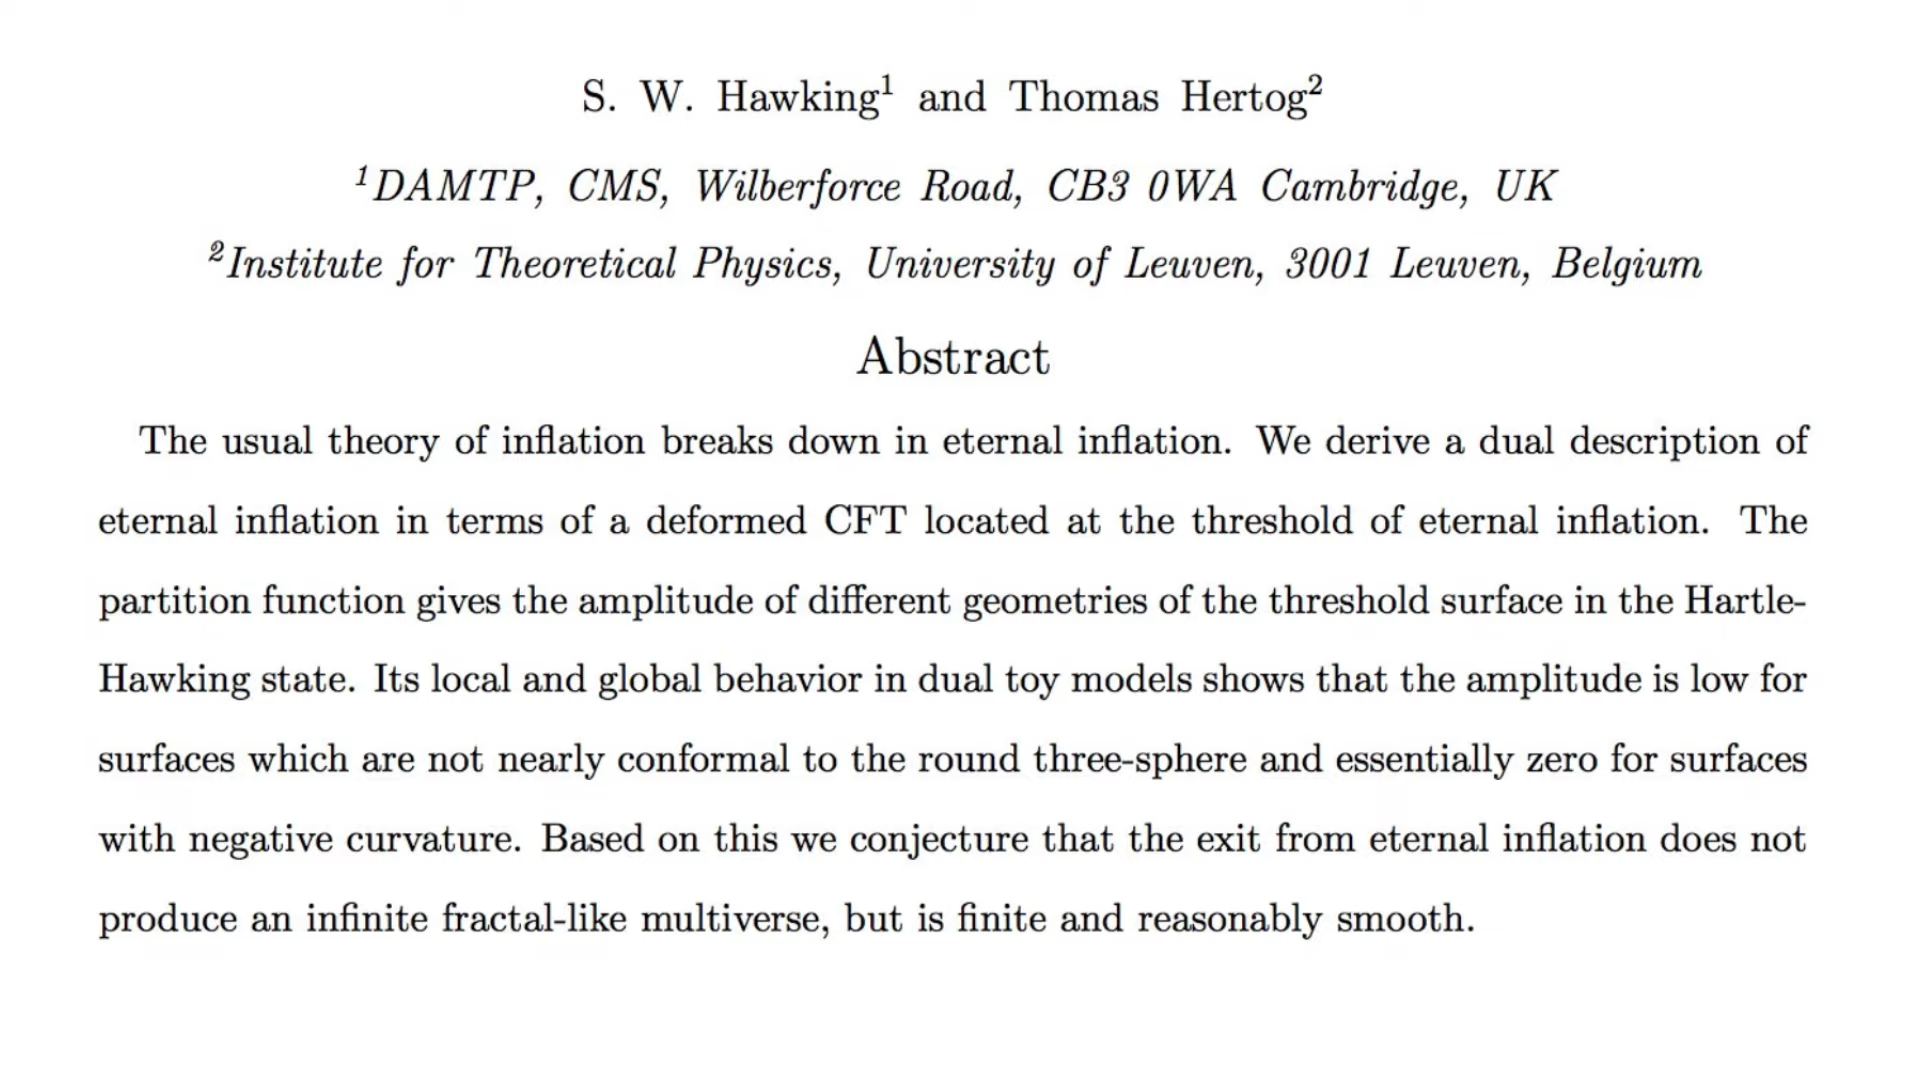 S. W. Hawking¹ and Thomas Hertog²
¹DAMTP, CMS, Wilberforce Road, CB3 0WA Cambridge, UK
²Institute for Theoretical Physics, University of Leuven, 3001 Leuven, Belgium
Abstract
The usual theory of inflation breaks down in eternal inflation. We derive a dual description of
eternal inflation in terms of a deformed CFT located at the threshold of eternal inflation. The
partition function gives the amplitude of different geometries of the threshold surface in the Hartle-
Hawking state. Its local and global behavior in dual toy models shows that the amplitude is low for
surfaces which are not nearly conformal to the round three-sphere and essentially zero for surfaces
with negative curvature. Based on this we conjecture that the exit from eternal inflation does not
produce an infinite fractal-like multiverse, but is finite and reasonably smooth.